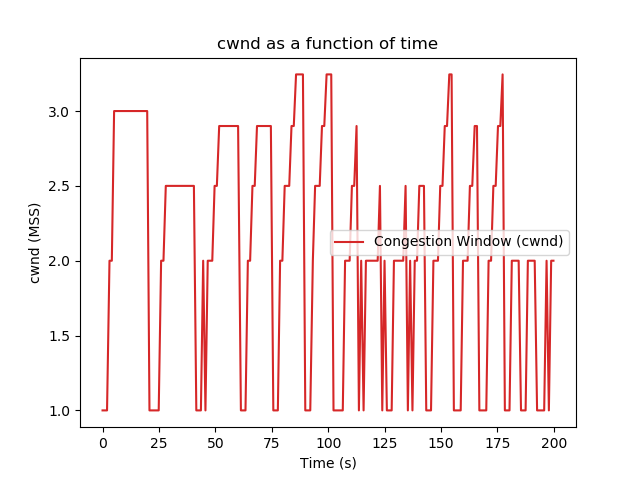 cwnd as a function of time
cwnd (MSS)
3.0
2.5
2.0
1.5
1.0
Congestion Window (cwnd)
0 25 50 75 100 125 150 175 200
Time (s)